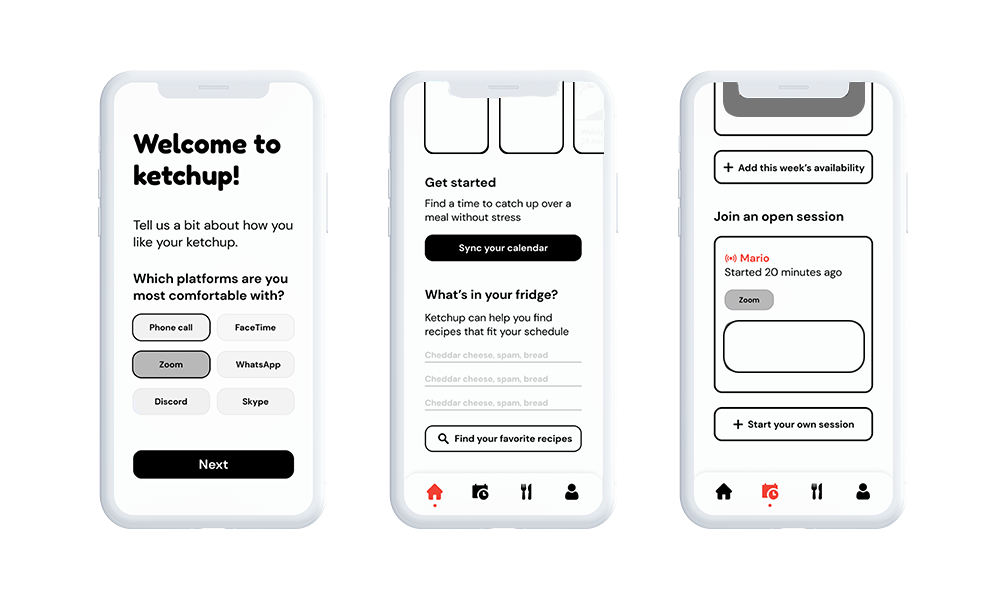 Welcome to
ketchup!
Tell us a bit about how you
like your ketchup.
Which platforms are you
most comfortable with?
Phone call
FaceTime
Zoom
WhatsApp
Discord
Skype
Next
Get started
Find a time to catch up over a
meal without stress
Sync your calendar
What's in your fridge?
Ketchup can help you find
recipes that fit your schedule
Cheddar cheese, spam, bread
Cheddar cheese, spam, bread
Cheddar cheese, spam, bread
Find your favorite recipes
+ Add this week's availability
Join an open session
Mario
Started 20 minutes ago
Zoom
+ Start your own session